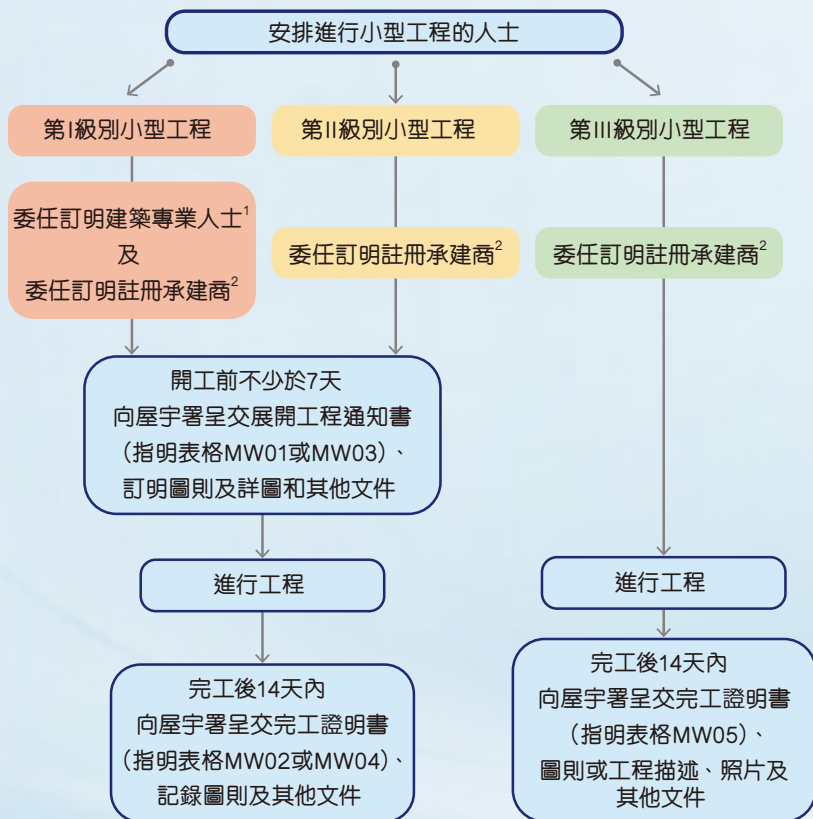 安排進行小型工程的人士
第I級別小型工程
第II級別小型工程
第III級別小型工程
委任訂明建築專業人士1
及
委任訂明註冊承建商2
委任訂明註冊承建商2
委任訂明註冊承建商2
開工前不少於7天
向屋宇署呈交展開工程通知書
（指明表格MW01或MW03）、
訂明圖則及詳圖和其他文件
進行工程
進行工程
完工後14天內
向屋宇署呈交完工證明書
（指明表格MW02或MW04）、
記錄圖則及其他文件
完工後14天內
向屋宇署呈交完工證明書
（指明表格MW05）、
圖則或工程描述、照片及
其他文件